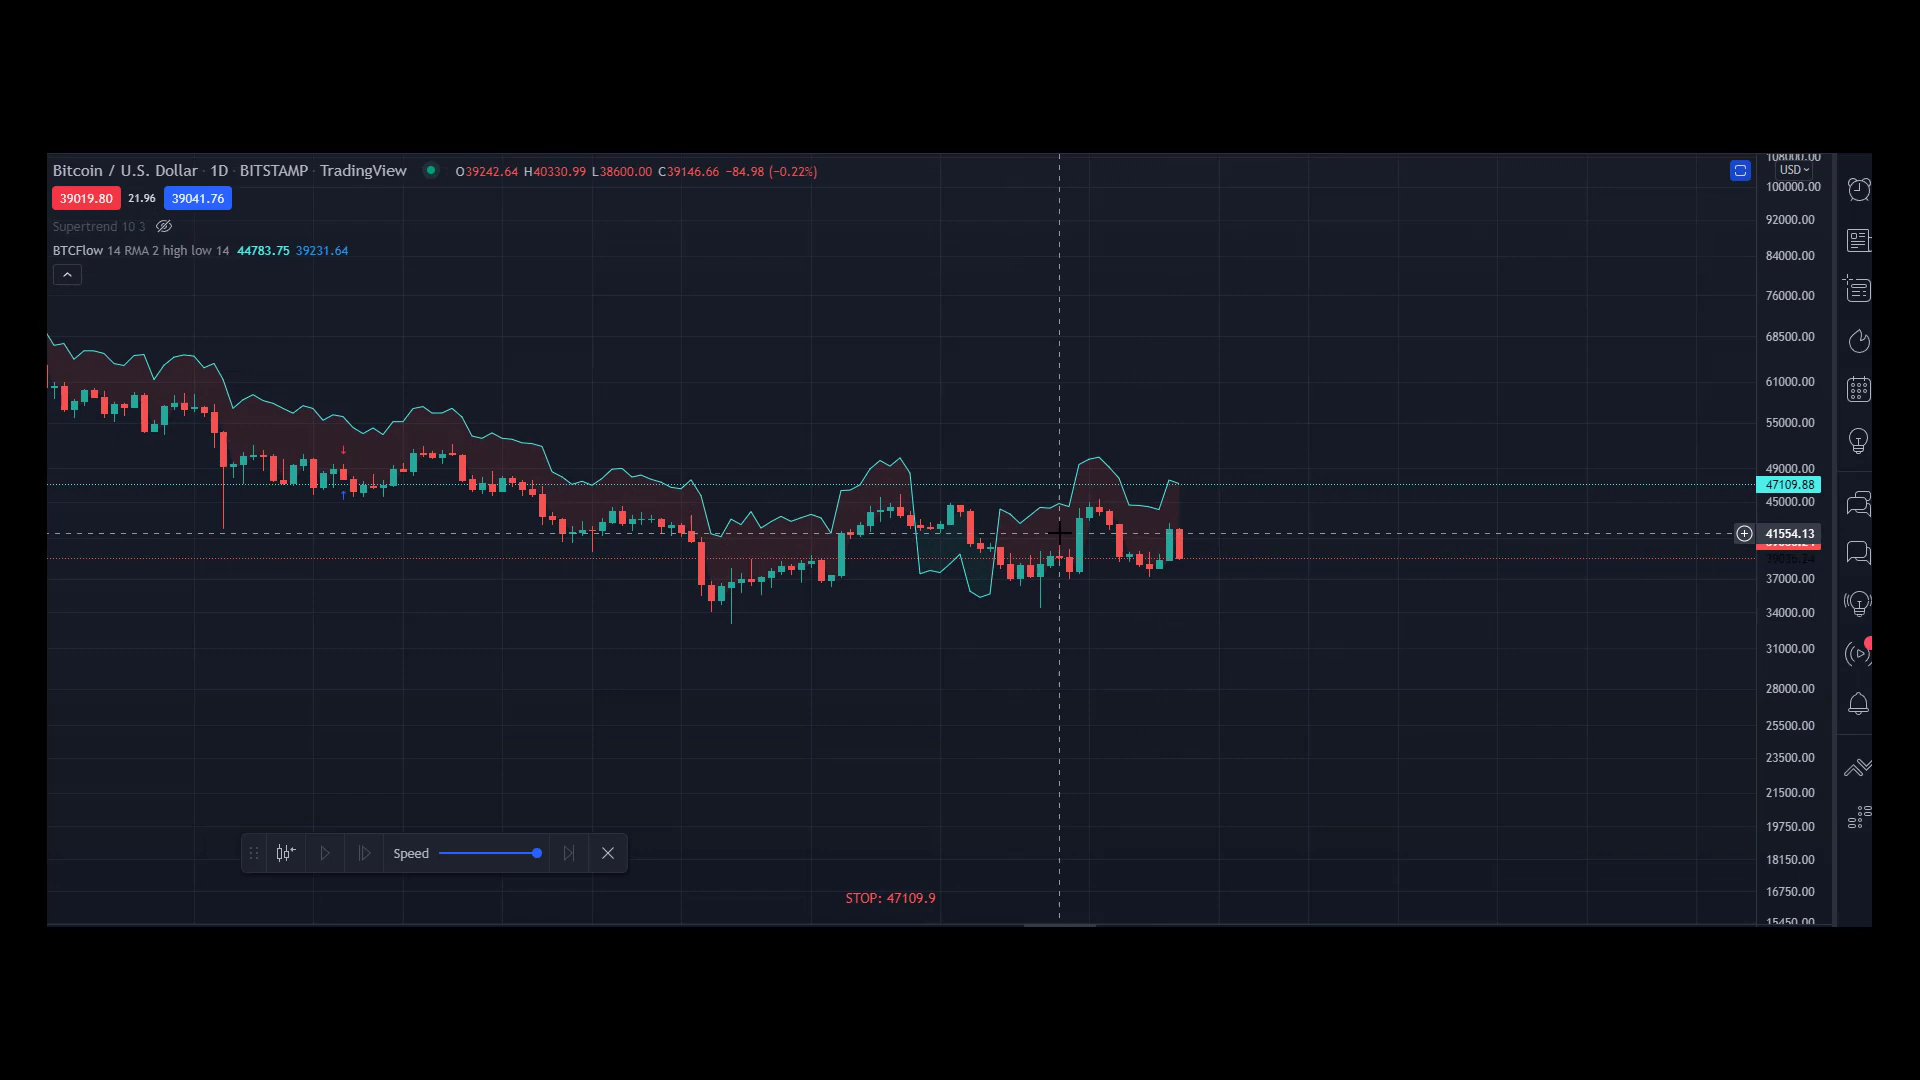 Bitcoin / U.S. Dollar · 1D · BITSTAMP · TradingView
O39242.64 H40330.99 L38600.00 C39146.66 −84.98 (−0.22%)
39019.80 21.96 39041.76
Supertrend 10 3
BTCFlow 14 RMA 2 high low 14 44783.75 39231.64
108000.00
USD
100000.00
92000.00
84000.00
76000.00
68500.00
61000.00
55000.00
49000.00
47109.88
45000.00
41554.13
37000.00
34000.00
31000.00
28000.00
25500.00
23500.00
21500.00
19750.00
18150.00
16750.00
15450.00
Speed
STOP: 47109.9